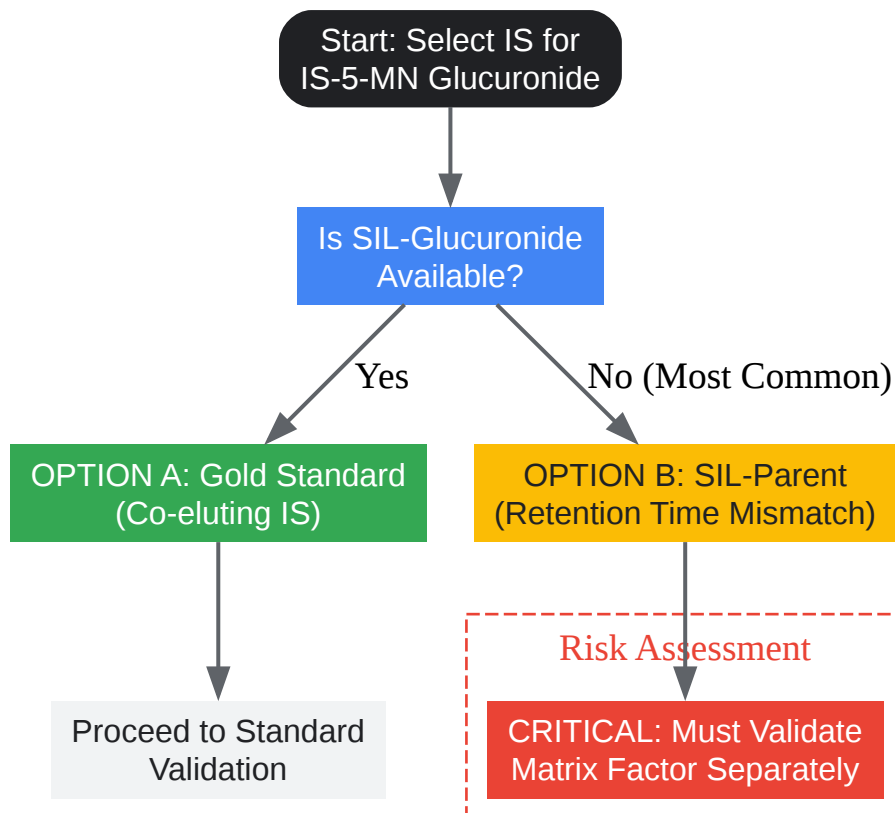 Start: Select IS for
IS-5-MN Glucuronide
Is SIL-Glucuronide
Available?
Yes
No (Most Common)
OPTION A: Gold Standard
(Co-eluting IS)
OPTION B: SIL-Parent
(Retention Time Mismatch)
Risk Assessment
Proceed to Standard
Validation
CRITICAL: Must Validate
Matrix Factor Separately